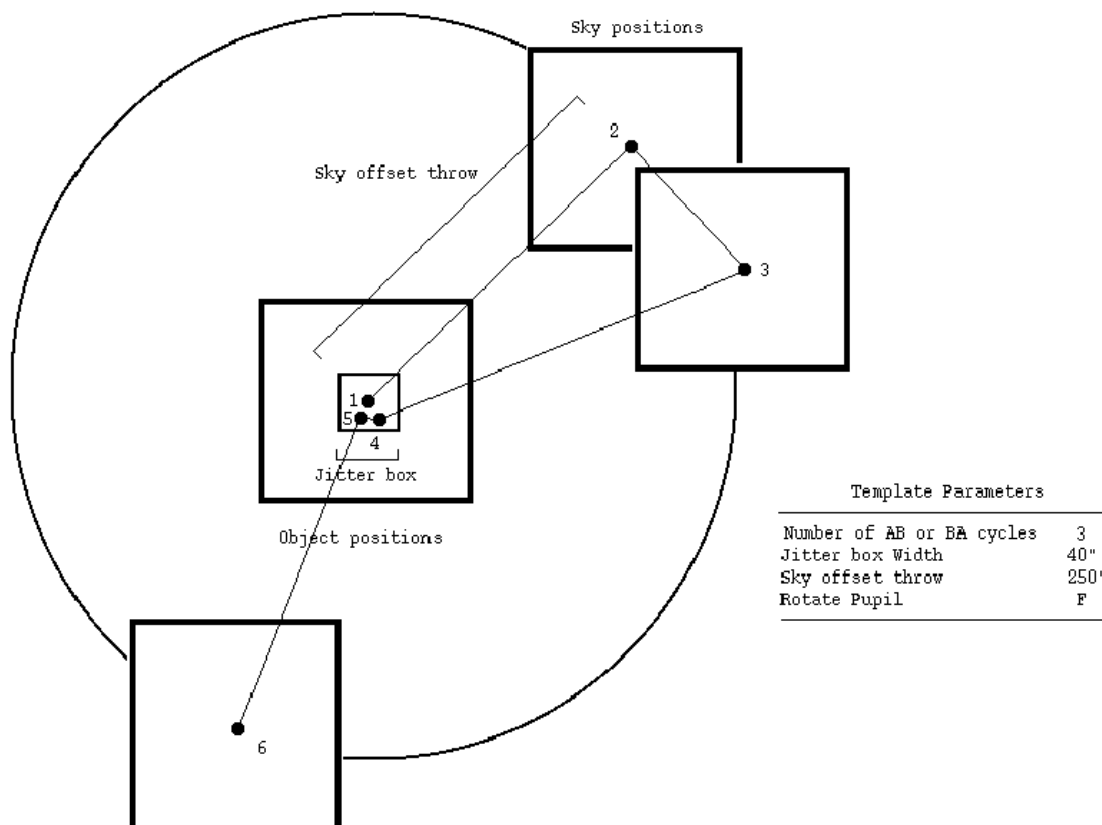 Sky positions
2
Sky offset throw
3
1
5
4
Jitter box
Object positions
6
Template Parameters
Number of AB or BA cycles 3
Jitter box Width 40"
Sky offset throw 250"
Rotate Pupil F